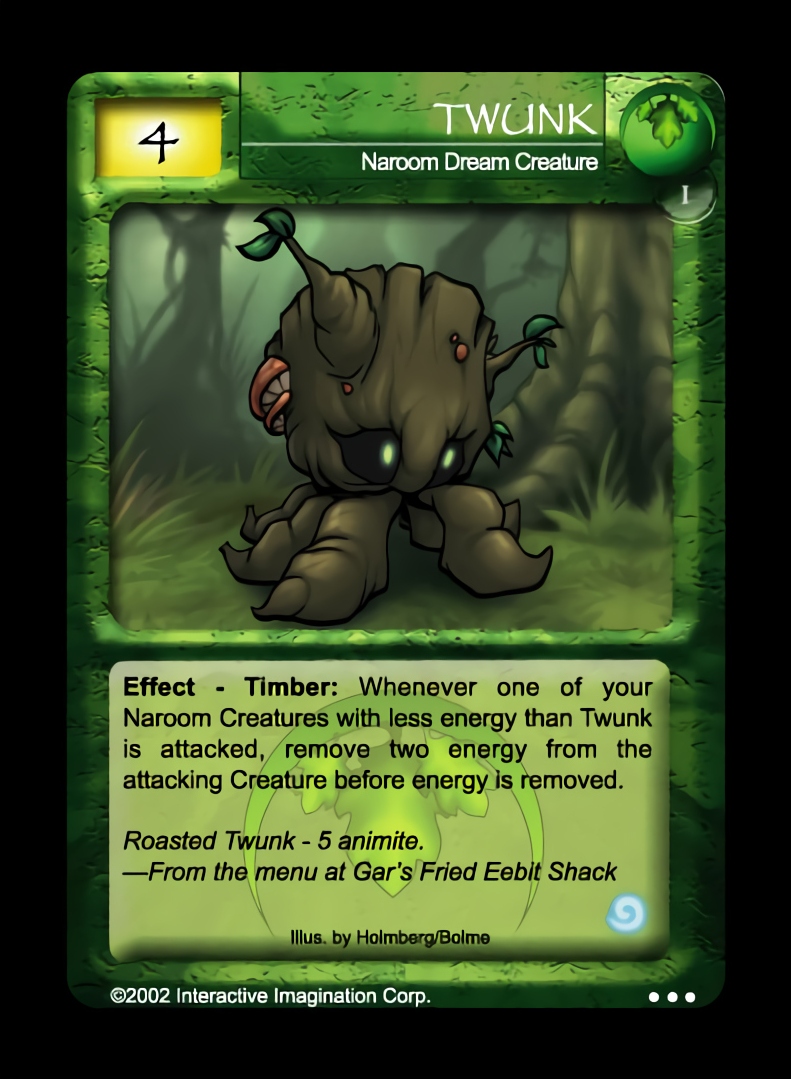 4
TWUNK
Naroom Dream Creature
I
Effect - Timber: Whenever one of your
Naroom Creatures with less energy than Twunk
is attacked, remove two energy from the
attacking Creature before energy is removed.
Roasted Twunk - 5 animite.
—From the menu at Gar's Fried Eebit Shack
Illus. by Holmberg/Bolme
©2002 Interactive Imagination Corp.